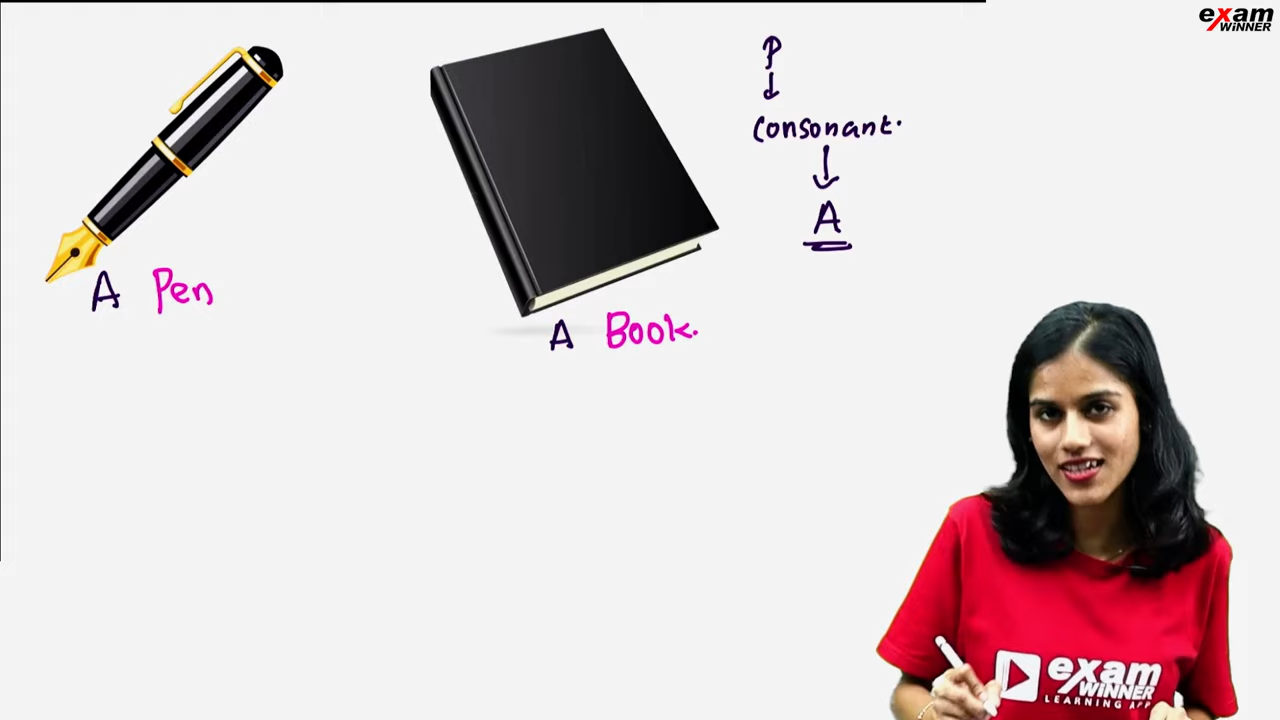 exam
WiNNER
P
Consonant.
A
A Pen
A Book.
exam
WiNNER
LEARNING APP